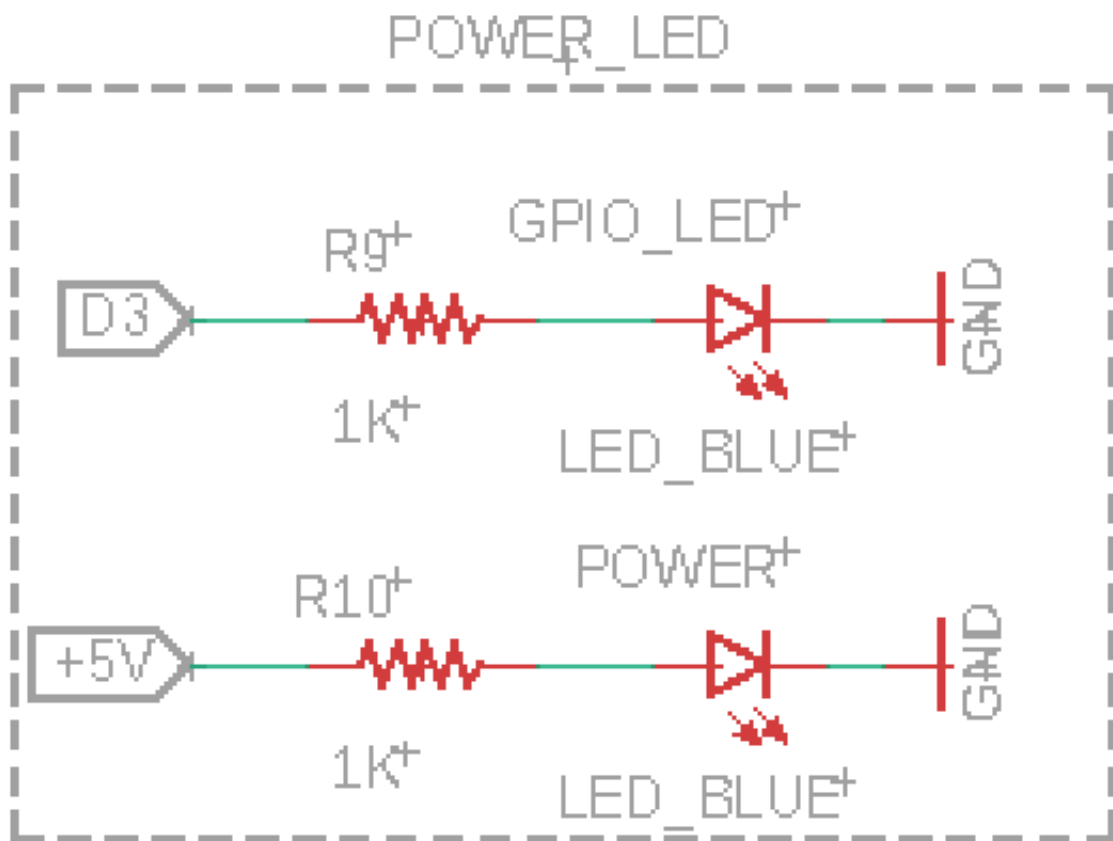 POWER_LED
GPIO_LED
R9
D3
GND
1K
LED_BLUE
POWER
R10
+5V
GND
1K
LED_BLUE